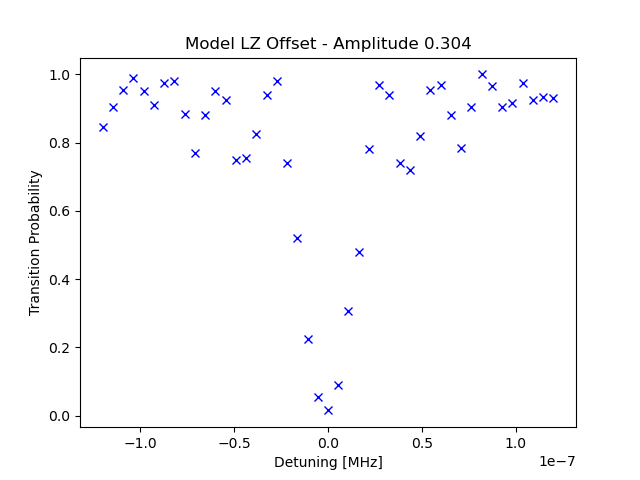 Model LZ Offset - Amplitude 0.304
1.0
0.8
0.6
0.4
0.2
0.0
Transition Probability
−1.0
−0.5
0.0
0.5
1.0
1e−7
Detuning [MHz]